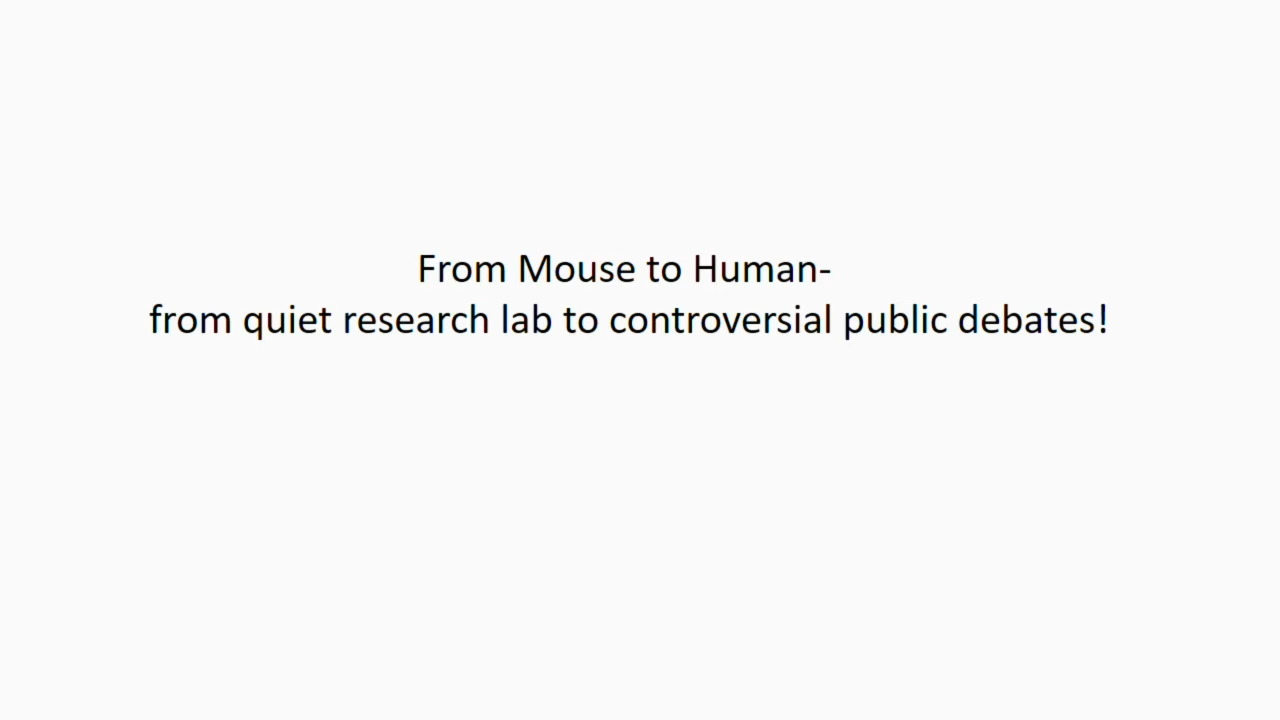 From Mouse to Human-
from quiet research lab to controversial public debates!